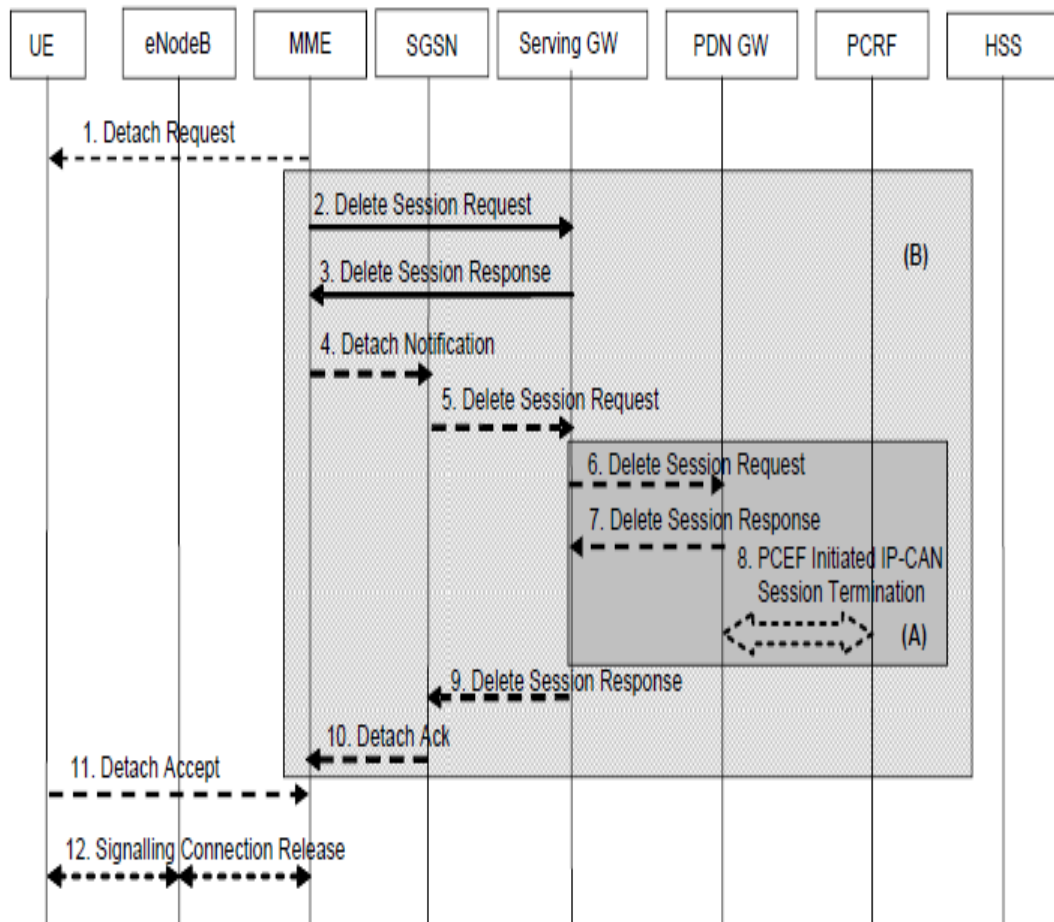 UE
eNodeB
MME
SGSN
Serving GW
PDN GW
PCRF
HSS
1. Detach Request
2. Delete Session Request
(B)
3. Delete Session Response
4. Detach Notification
5. Delete Session Request
6. Delete Session Request
7. Delete Session Response
8. PCEF Initiated IP-CAN
Session Termination
(A)
9. Delete Session Response
10. Detach Ack
11. Detach Accept
12. Signalling Connection Release